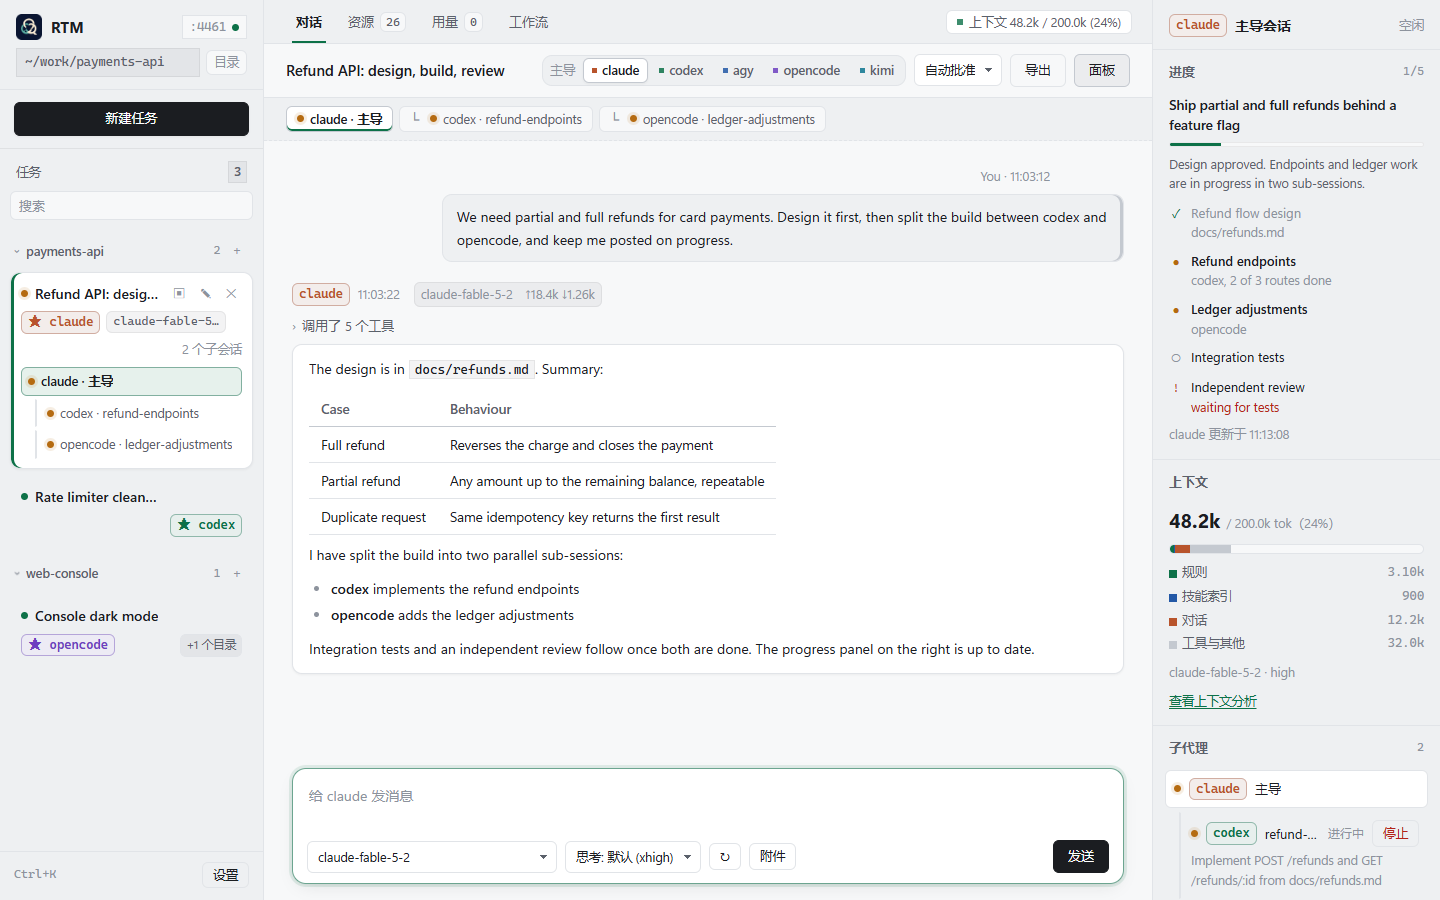 RTM
:4461
~/work/payments-api
目录
新建任务
任务
3
搜索
payments-api
2
+
Refund API: desig...
claude
claude-fable-5...
2 个子会话
claude · 主导
codex · refund-endpoints
opencode · ledger-adjustments
Rate limiter clean...
codex
web-console
1
+
Console dark mode
opencode
+1 个目录
Ctrl+K
设置
对话
资源 26
用量 0
工作流
上下文 48.2k / 200.0k (24%)
Refund API: design, build, review
主导
claude
codex
agy
opencode
kimi
自动批准
导出
面板
claude · 主导
└ codex · refund-endpoints
└ opencode · ledger-adjustments
You · 11:03:12
We need partial and full refunds for card payments. Design it first, then split the build between codex and
opencode, and keep me posted on progress.
claude 11:03:22 claude-fable-5-2 ↑18.4k ↓1.26k
› 调用了 5 个工具
The design is in docs/refunds.md. Summary:
Case Behaviour
Full refund Reverses the charge and closes the payment
Partial refund Any amount up to the remaining balance, repeatable
Duplicate request Same idempotency key returns the first result
I have split the build into two parallel sub-sessions:
• codex implements the refund endpoints
• opencode adds the ledger adjustments
Integration tests and an independent review follow once both are done. The progress panel on the right is up to date.
给 claude 发消息
claude-fable-5-2
思考: 默认 (xhigh)
↻
附件
发送
claude 主导会话
空闲
进度
1/5
Ship partial and full refunds behind a
feature flag
Design approved. Endpoints and ledger work
are in progress in two sub-sessions.
✓ Refund flow design
docs/refunds.md
Refund endpoints
codex, 2 of 3 routes done
Ledger adjustments
opencode
Integration tests
! Independent review
waiting for tests
claude 更新于 11:13:08
上下文
48.2k / 200.0k tok (24%)
规则 3.10k
技能索引 900
对话 12.2k
工具与其他 32.0k
claude-fable-5-2 · high
查看上下文分析
子代理
2
claude 主导
codex refund-... 进行中 停止
Implement POST /refunds and GET
/refunds/:id from docs/refunds.md